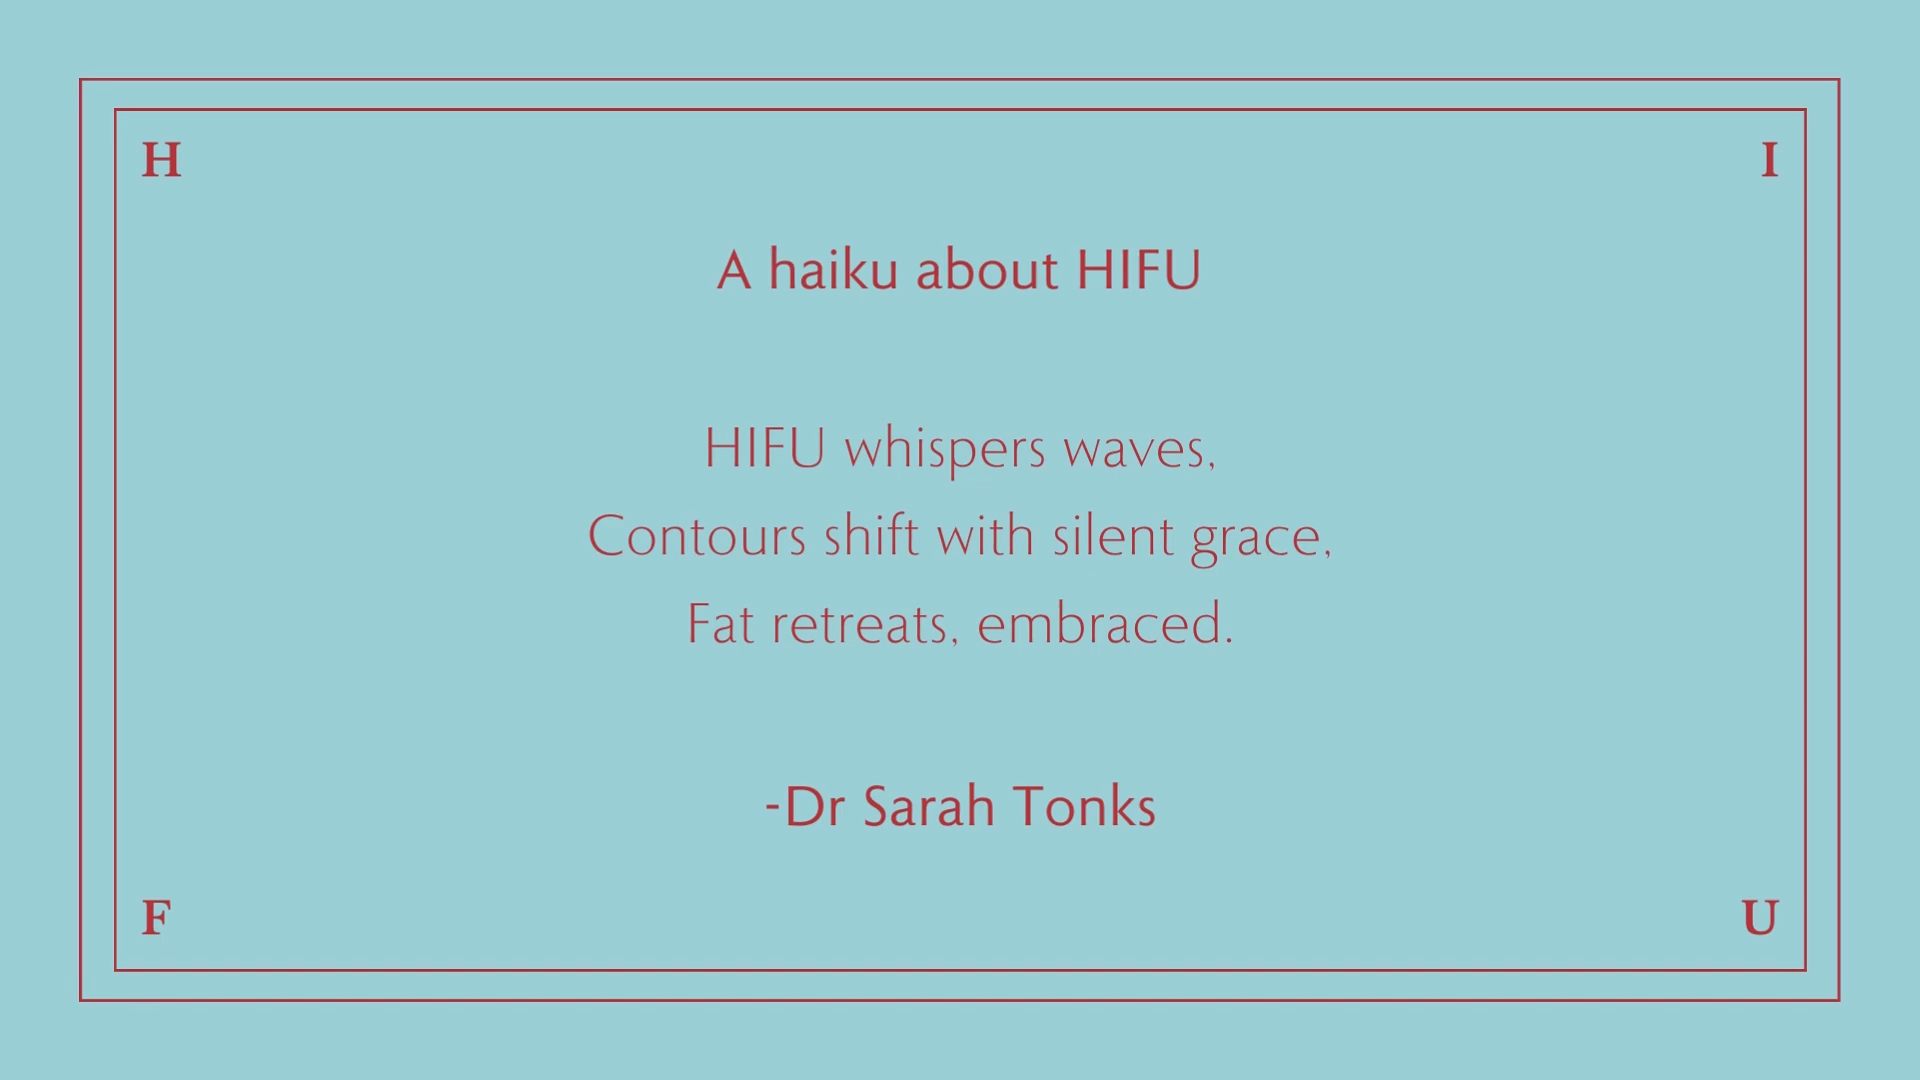 H
I
A haiku about HIFU
HIFU whispers waves,
Contours shift with silent grace,
Fat retreats, embraced.
-Dr Sarah Tonks
F
U